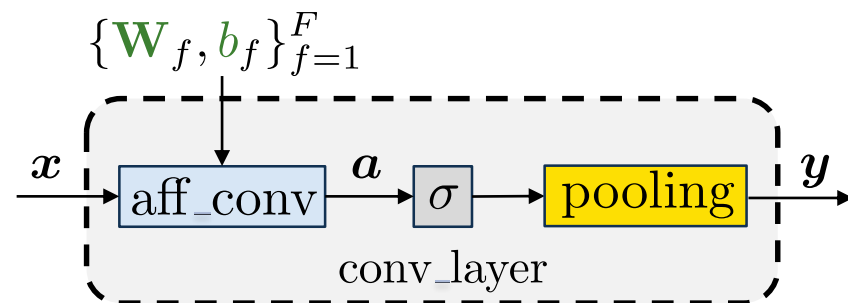 {𝐖_f, b_f}_{f=1}^F
𝒙 aff_conv 𝒂 σ pooling 𝒚
conv_layer